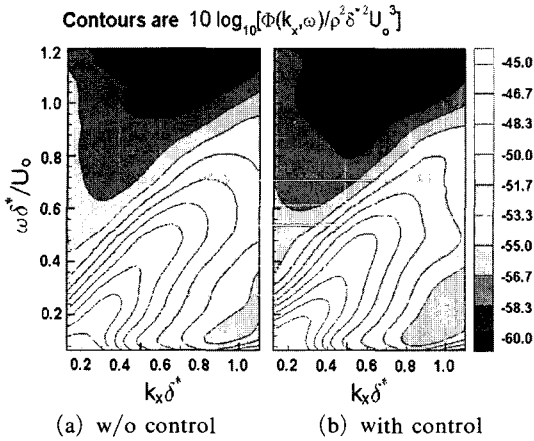 Contours are 10 log₁₀[Φ(kₓ,ω)/ρ²δ*²U₀³]
ωδ*/U₀
1.2
1.0
0.8
0.6
0.4
0.2
0.2 0.4 0.6 0.8 1.0
0.2 0.4 0.6 0.8 1.0
kₓδ*
kₓδ*
-45.0
-46.7
-48.3
-50.0
-51.7
-53.3
-55.0
-56.7
-58.3
-60.0
(a) w/o control
(b) with control